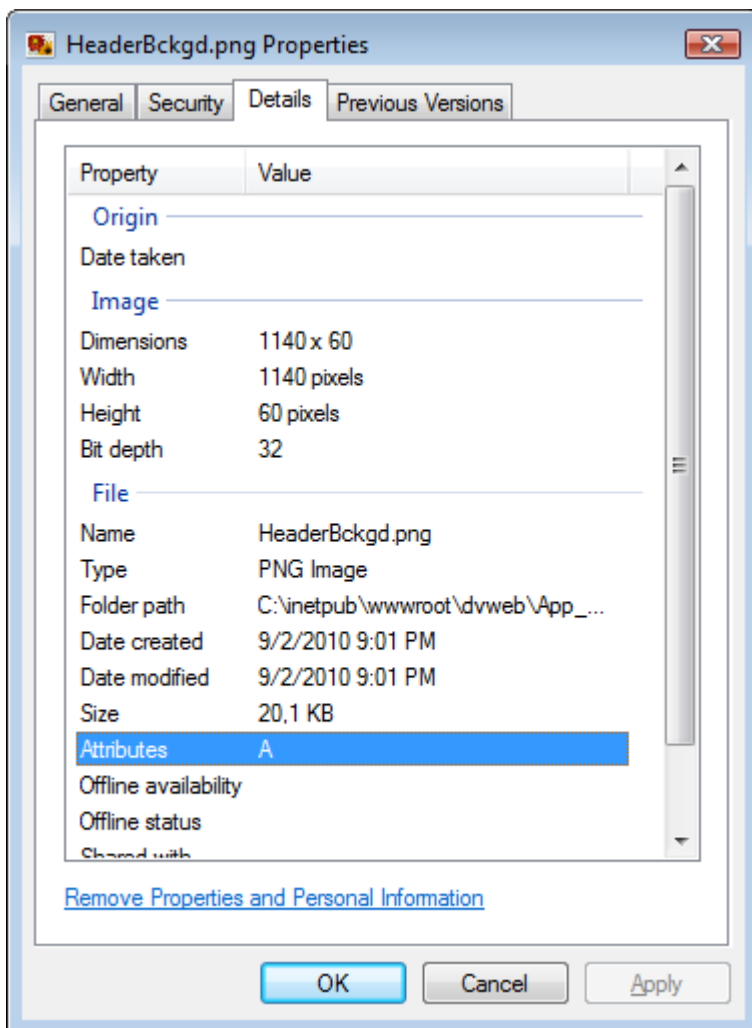 HeaderBckgd.png Properties
General Security Details Previous Versions
Property Value
Origin
Date taken
Image
Dimensions 1140 x 60
Width 1140 pixels
Height 60 pixels
Bit depth 32
File
Name HeaderBckgd.png
Type PNG Image
Folder path C:\inetpub\wwwroot\dvweb\App_...
Date created 9/2/2010 9:01 PM
Date modified 9/2/2010 9:01 PM
Size 20,1 KB
Attributes A
Offline availability
Offline status
Shared with
Remove Properties and Personal Information
OK Cancel Apply